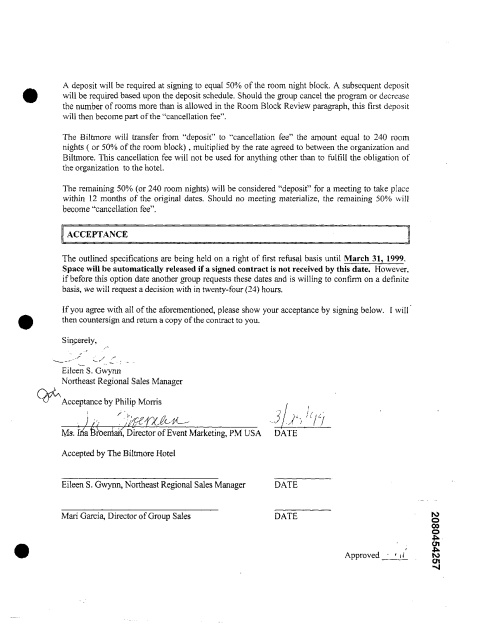 A deposit will be required at signing to equal 50% of the room night block. A subsequent deposit
will be required based upon the deposit schedule. Should the group cancel the program or decrease
the number of rooms more than is allowed in the Room Block Review paragraph, this first deposit
will then become part of the “cancellation fee”.
The Biltmore will transfer from “deposit” to “cancellation fee” the amount equal to 240 room
nights ( or 50% of the room block) , multiplied by the rate agreed to between the organization and
Biltmore. This cancellation fee will not be used for anything other than to fulfill the obligation of
the organization to the hotel.
The remaining 50% (or 240 room nights) will be considered “deposit” for a meeting to take place
within 12 months of the original dates. Should no meeting materialize, the remaining 50% will
become “cancellation fee”.
ACCEPTANCE
The outlined specifications are being held on a right of first refusal basis until March 31, 1999.
Space will be automatically released if a signed contract is not received by this date. However,
if before this option date another group requests these dates and is willing to confirm on a definite
basis, we will request a decision with in twenty-four (24) hours.
If you agree with all of the aforementioned, please show your acceptance by signing below. I will
then countersign and return a copy of the contract to you.
Sincerely,
Eileen S. Gwynn
Northeast Regional Sales Manager
Acceptance by Philip Morris
Broeman
Ms. Ina Broeman, Director of Event Marketing, PM USA DATE
Accepted by The Biltmore Hotel
Eileen S. Gwynn, Northeast Regional Sales Manager DATE
Mari Garcia, Director of Group Sales DATE
Approved
2080454257